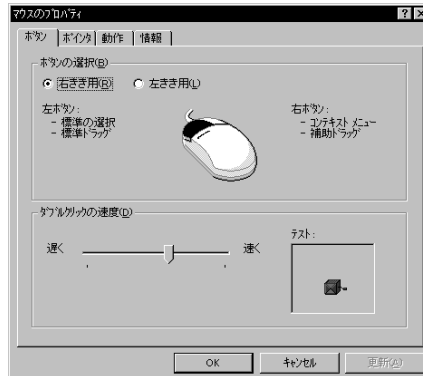 マウスのプロパティ
ボタン ポインタ 動作 情報
ボタンの選択(B)
右きき用(R) 左きき用(L)
左ボタン: 右ボタン:
- 標準の選択 - コンテキスト メニュー
- 標準ドラッグ - 補助ドラッグ
ダブルクリックの速度(D)
テスト:
遅く 速く
OK キャンセル 更新(A)